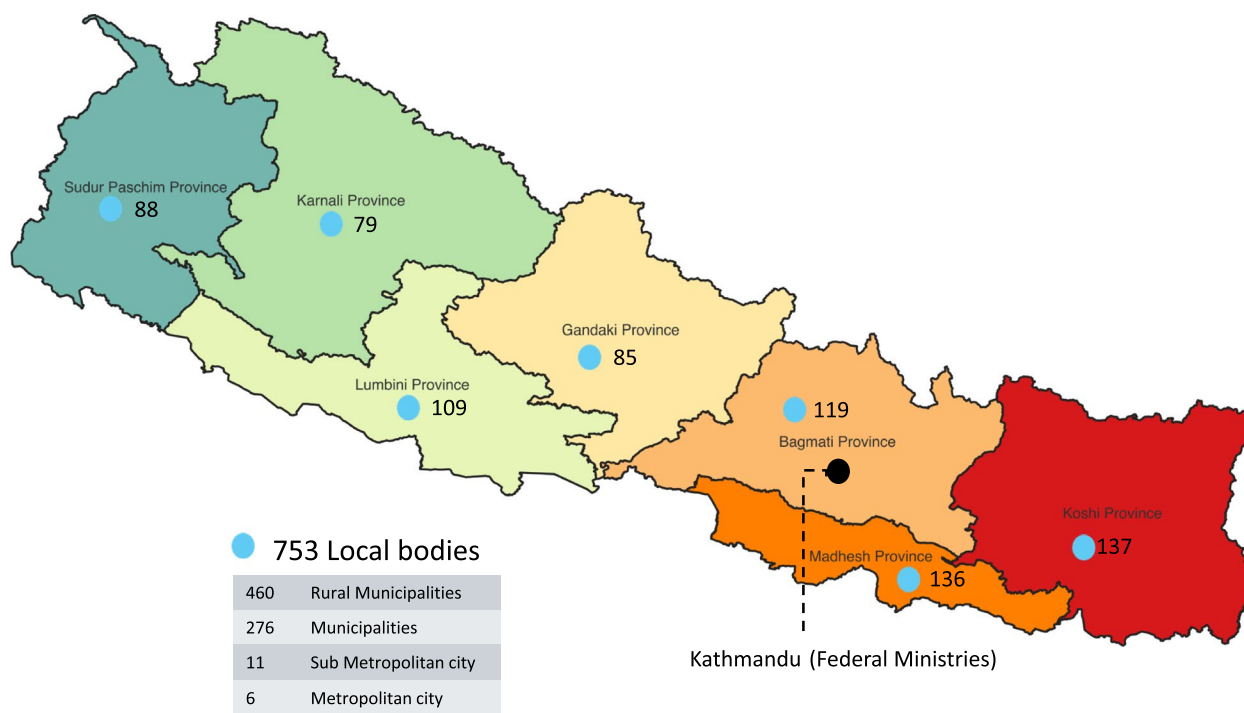 Sudur Paschim Province
88
Karnali Province
79
Gandaki Province
85
Lumbini Province
109
119
Bagmati Province
Koshi Province
137
Madhesh Province
136
753 Local bodies
460 Rural Municipalities
276 Municipalities
11 Sub Metropolitan city
6 Metropolitan city
Kathmandu (Federal Ministries)